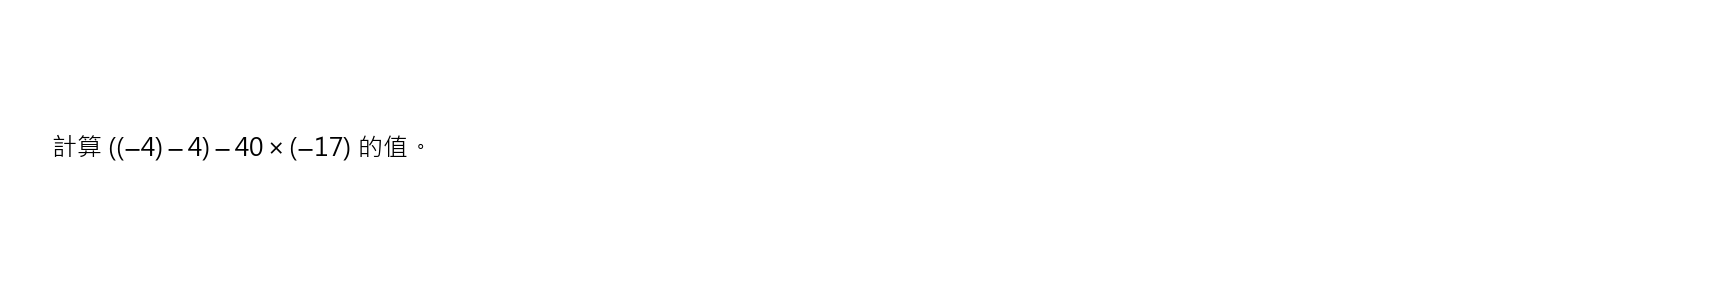 計算 ((–4) – 4) – 40 × (–17) 的值。